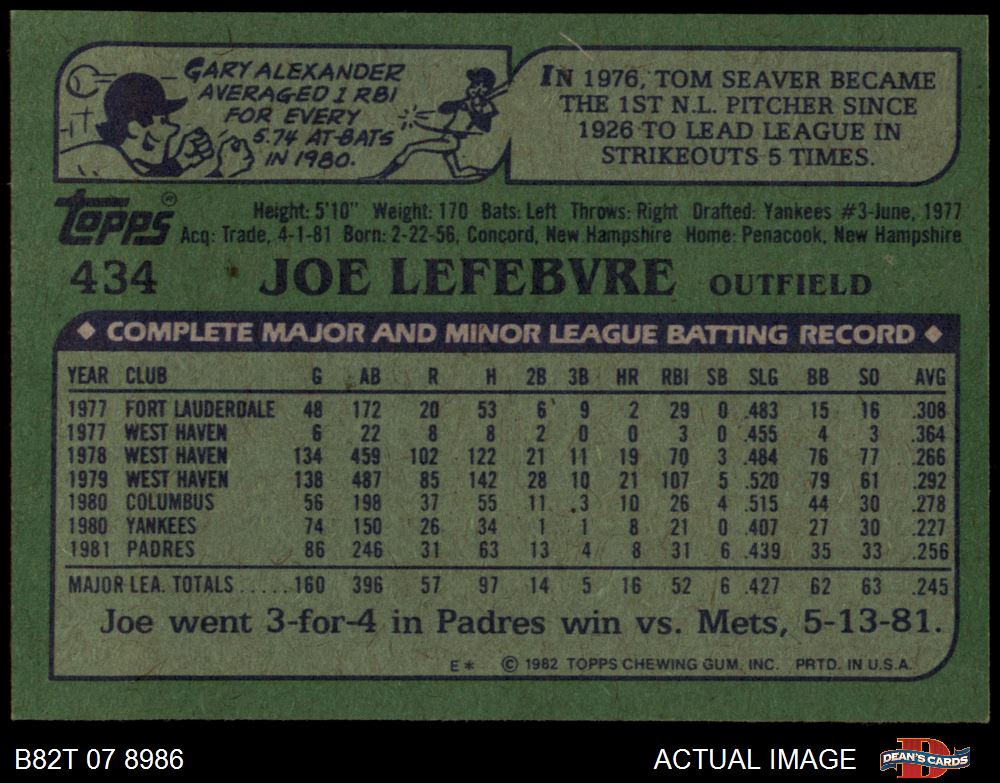 GARY ALEXANDER
AVERAGED 1 RBI
FOR EVERY
5.74 AT-BATS
IN 1980.
IN 1976, TOM SEAVER BECAME
THE 1ST N.L. PITCHER SINCE
1926 TO LEAD LEAGUE IN
STRIKEOUTS 5 TIMES.
TOPPS®
Height: 5'10" Weight: 170 Bats: Left Throws: Right Drafted: Yankees #3-June, 1977
Acq: Trade, 4-1-81 Born: 2-22-56, Concord, New Hampshire Home: Penacook, New Hampshire
434 JOE LEFEBVRE OUTFIELD
◆ COMPLETE MAJOR AND MINOR LEAGUE BATTING RECORD ◆
YEAR CLUB G AB R H 2B 3B HR RBI SB SLG BB SO AVG
1977 FORT LAUDERDALE 48 172 20 53 6 9 2 29 0 .483 15 16 .308
1977 WEST HAVEN 6 22 8 8 2 0 0 3 0 .455 4 3 .364
1978 WEST HAVEN 134 459 102 122 21 11 19 70 3 .484 76 77 .266
1979 WEST HAVEN 138 487 85 142 28 10 21 107 5 .520 79 61 .292
1980 COLUMBUS 56 198 37 55 11 3 10 26 4 .515 44 30 .278
1980 YANKEES 74 150 26 34 1 1 8 21 0 .407 27 30 .227
1981 PADRES 86 246 31 63 13 4 8 31 6 .439 35 33 .256
MAJOR LEA. TOTALS.....160 396 57 97 14 5 16 52 6 .427 62 63 .245
Joe went 3-for-4 in Padres win vs. Mets, 5-13-81.
E* © 1982 TOPPS CHEWING GUM, INC. PRTD. IN U.S.A.
B82T 07 8986
ACTUAL IMAGE
DEAN'S CARDS